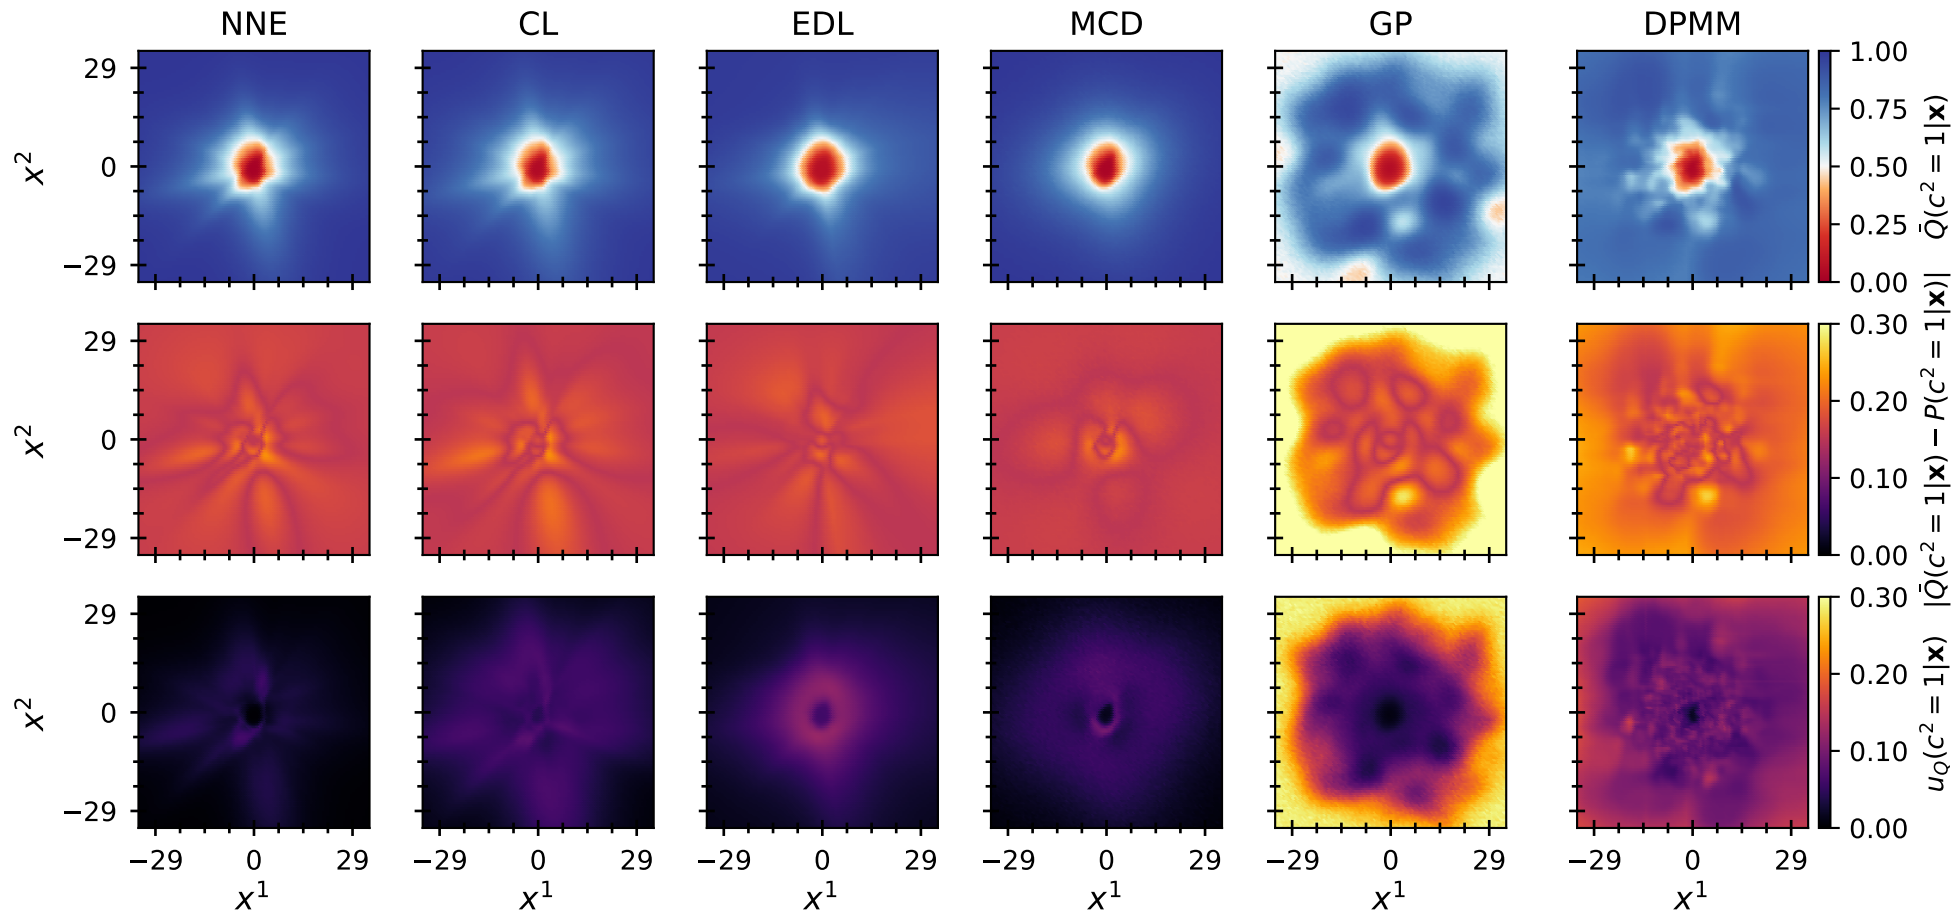 NNE CL EDL MCD GP DPMM
x² 29 0 −29
1.00 0.75 0.50 0.25 0.00
Q̄(c² = 1|𝐱)
x² 29 0 −29
0.30 0.20 0.10 0.00
|Q̄(c² = 1|𝐱) − P(c² = 1|𝐱)|
x² 29 0 −29
0.30 0.20 0.10 0.00
u_Q(c² = 1|𝐱)
−29 0 29 −29 0 29 −29 0 29 −29 0 29 −29 0 29 −29 0 29
x¹ x¹ x¹ x¹ x¹ x¹